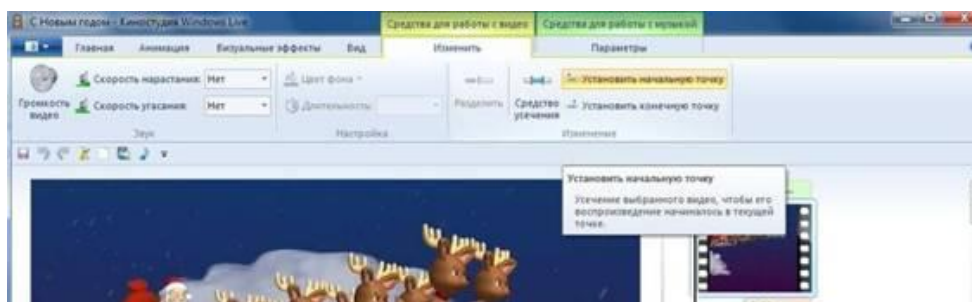 С Новым годом - Киностудия Windows Live
Средства для работы с видео
Средства для работы с музыкой
Главная
Анимация
Визуальные эффекты
Вид
Изменить
Параметры
Громкость видео
Скорость нарастания: Нет
Скорость угасания: Нет
Звук
Цвет фона
Длительность:
Настройка
Разделить
Средство усечения
Установить начальную точку
Установить конечную точку
Изменение
Установить начальную точку
Усечение выбранного видео, чтобы его
воспроизведение начиналось в текущей
точке.